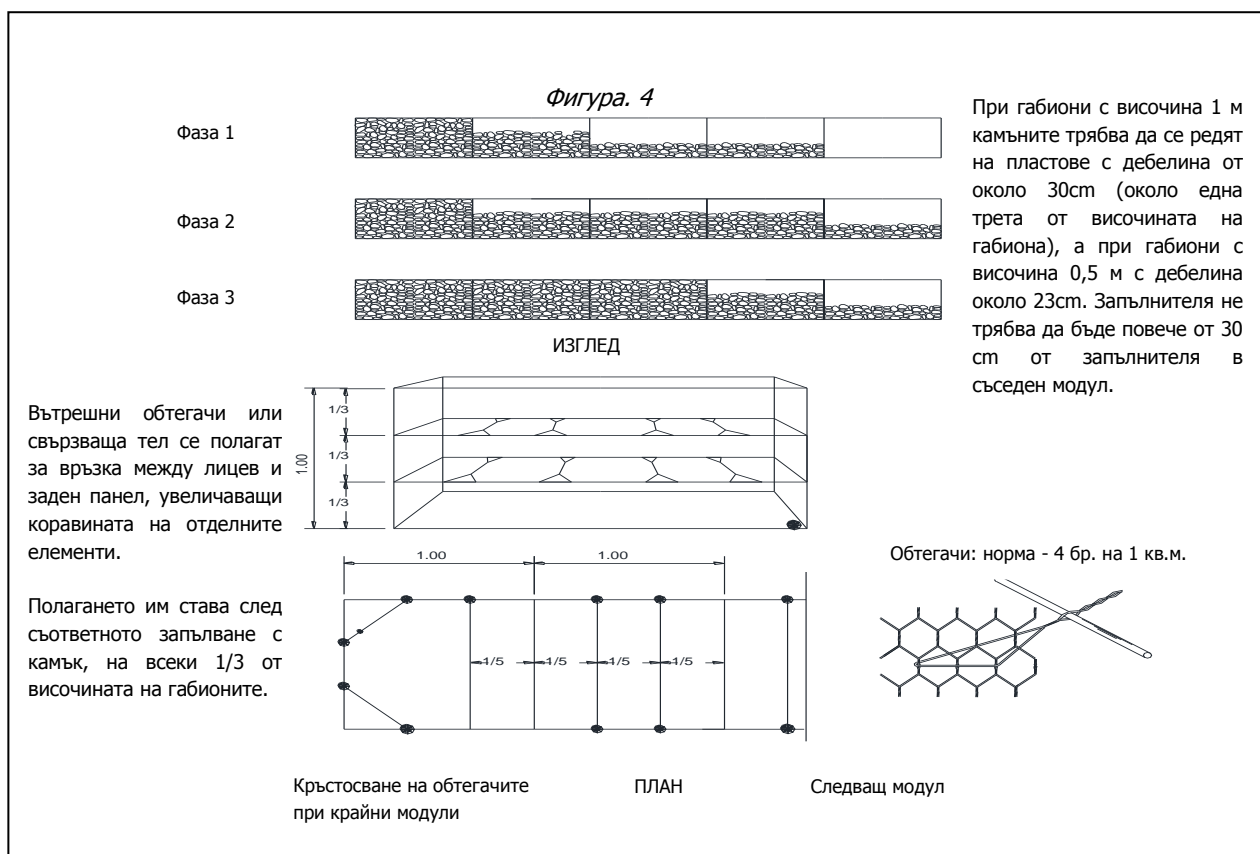 Фигура. 4
Фаза 1
Фаза 2
Фаза 3
ИЗГЛЕД
При габиони с височина 1 м
камъните трябва да се редят
на пластове с дебелина от
около 30cm (около една
трета от височината на
габиона), а при габиони с
височина 0,5 м с дебелина
около 23cm. Запълнителя не
трябва да бъде повече от 30
cm от запълнителя в
съседен модул.
Вътрешни обтегачи или
свързваща тел се полагат
за връзка между лицев и
заден панел, увеличаващи
коравината на отделните
елементи.
Полагането им става след
съответното запълване с
камък, на всеки 1/3 от
височината на габионите.
1.00
1/3
1/3
1/3
1.00 1.00
1/5 1/5 1/5 1/5
Обтегачи: норма - 4 бр. на 1 кв.м.
Кръстосване на обтегачите
при крайни модули
ПЛАН
Следващ модул